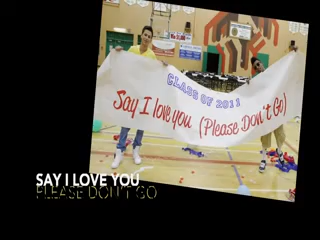 CLASS OF 2011
Say I love you (Please Don't Go)
SAY I LOVE YOU
PLEASE DON'T GO